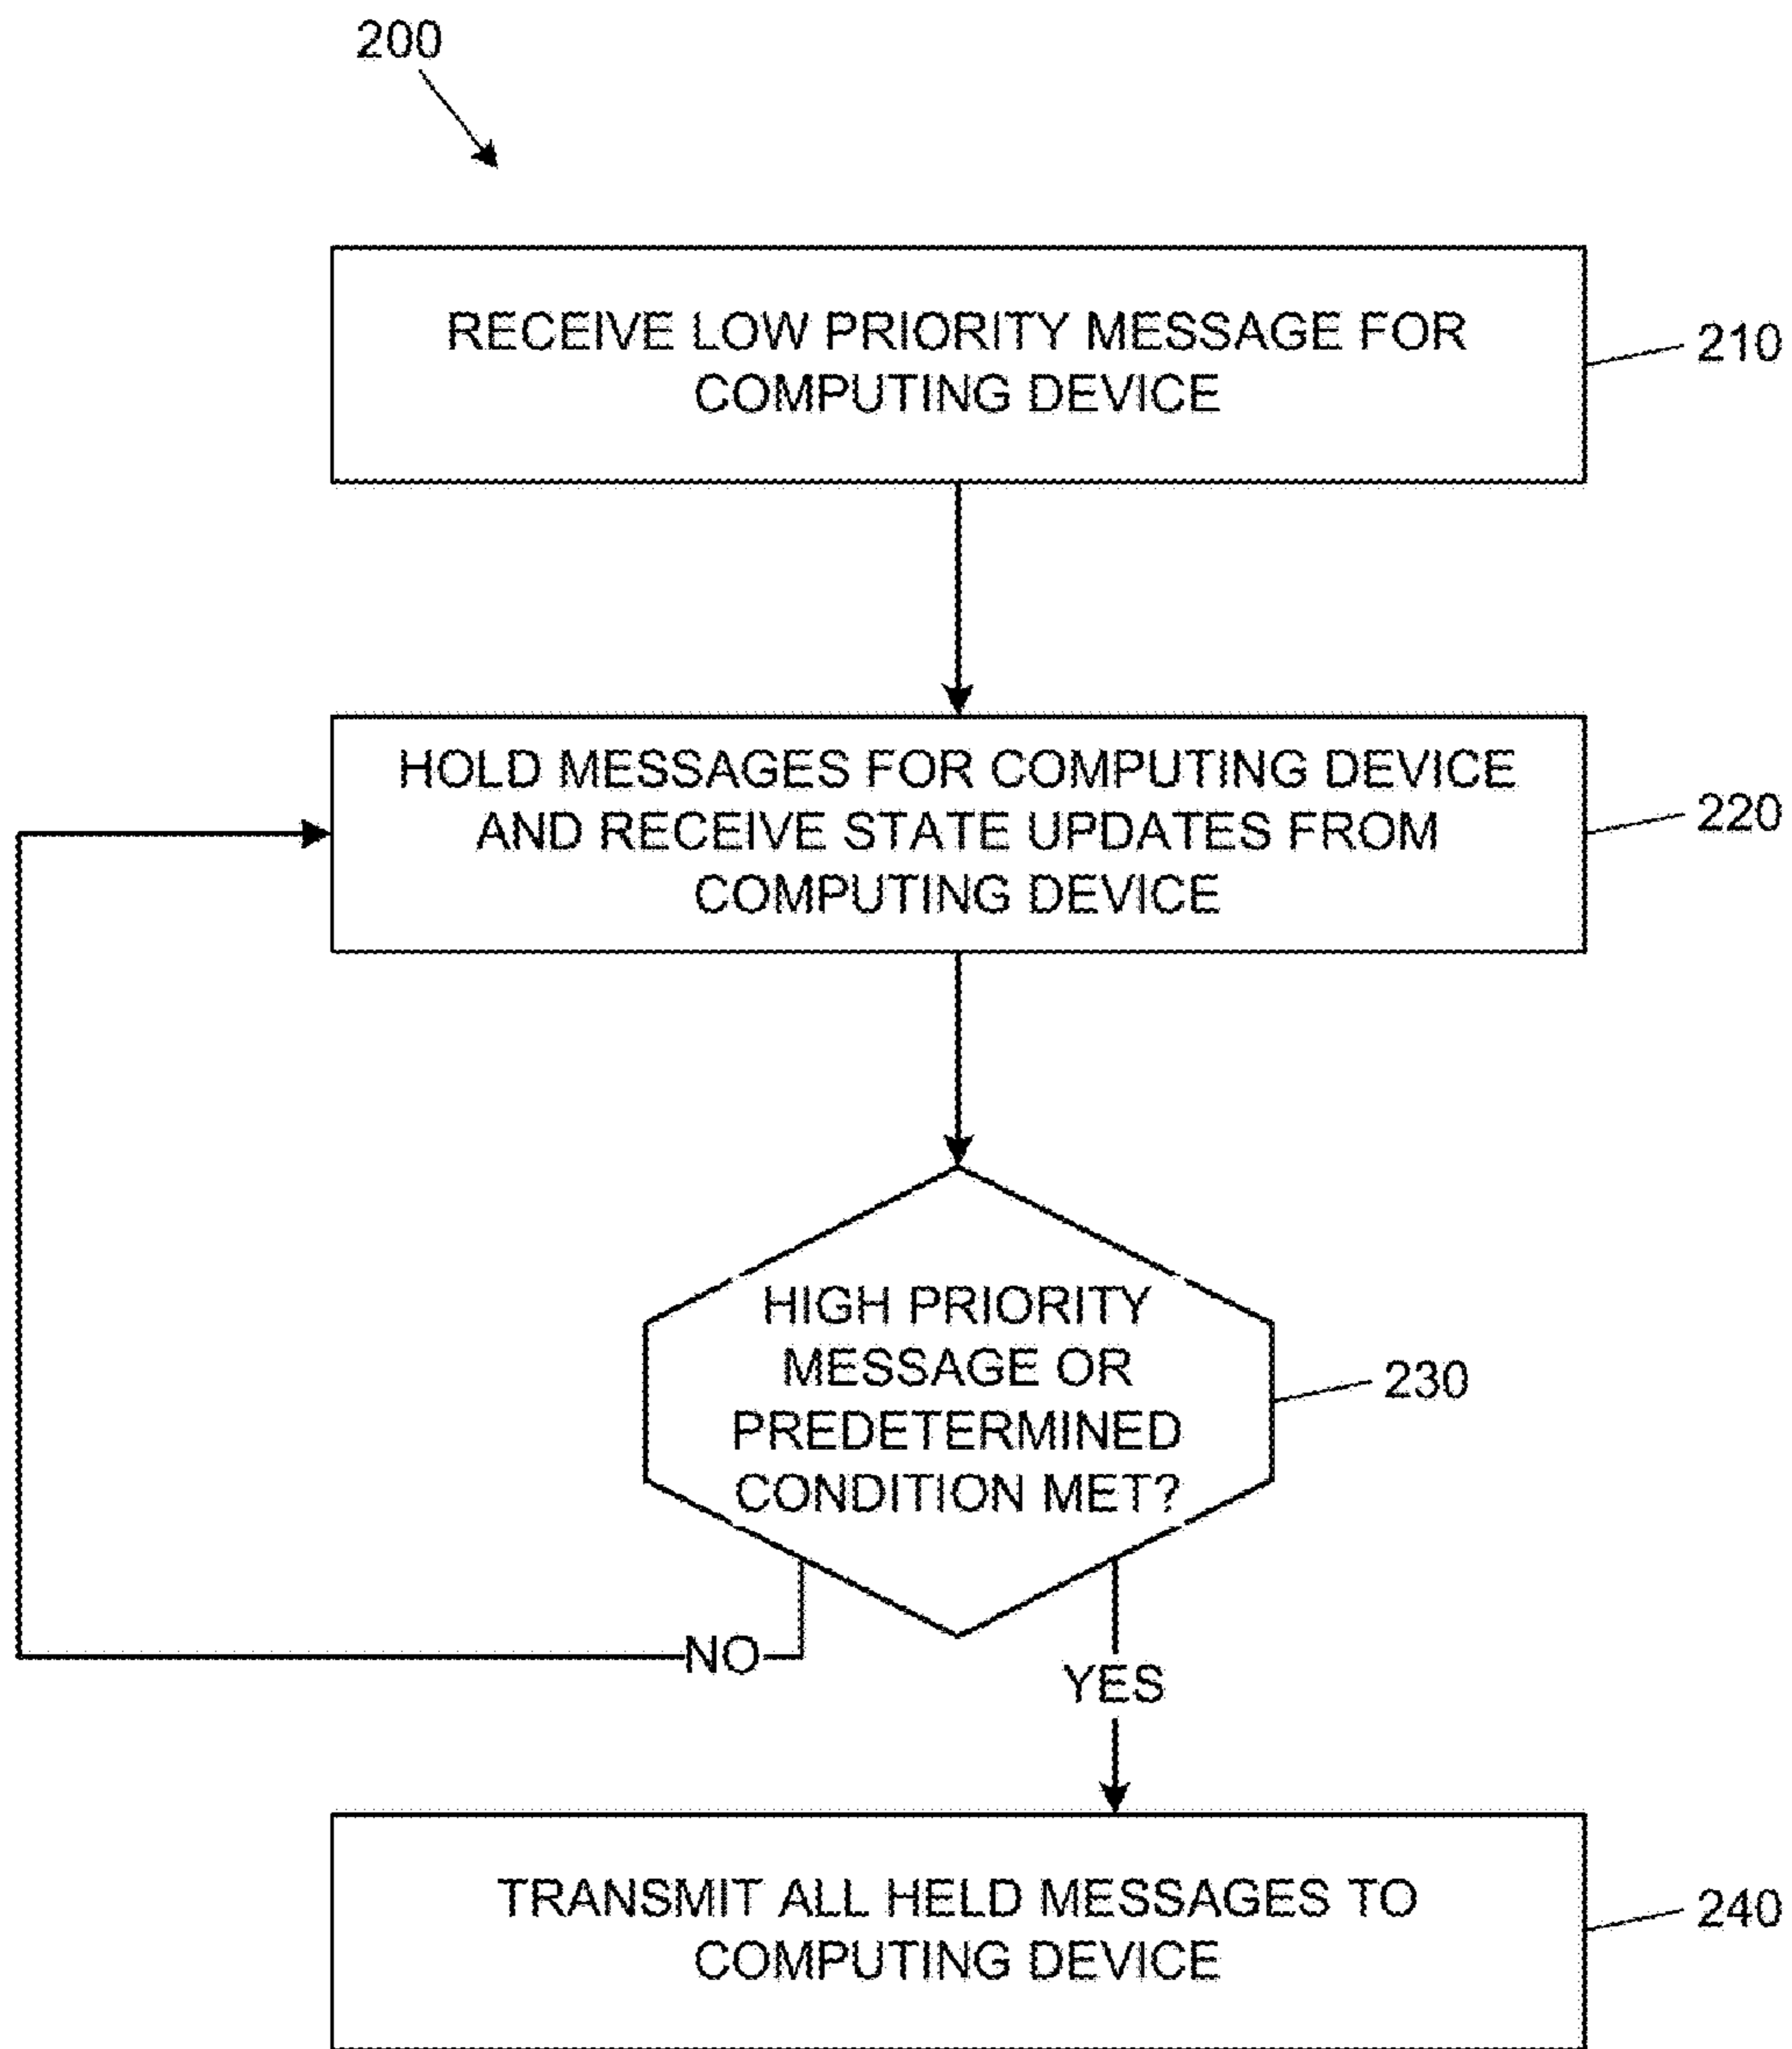 200
RECEIVE LOW PRIORITY MESSAGE FOR
COMPUTING DEVICE
210
HOLD MESSAGES FOR COMPUTING DEVICE
AND RECEIVE STATE UPDATES FROM
COMPUTING DEVICE
220
HIGH PRIORITY
MESSAGE OR
PREDETERMINED
CONDITION MET?
230
NO
YES
TRANSMIT ALL HELD MESSAGES TO
COMPUTING DEVICE
240